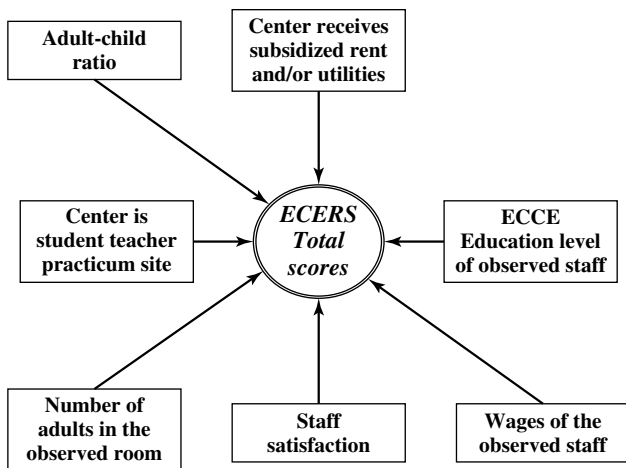 Adult-child
ratio
Center receives
subsidized rent
and/or utilities
Center is
student teacher
practicum site
ECERS
Total
scores
ECCE
Education level
of observed staff
Number of
adults in the
observed room
Staff
satisfaction
Wages of the
observed staff